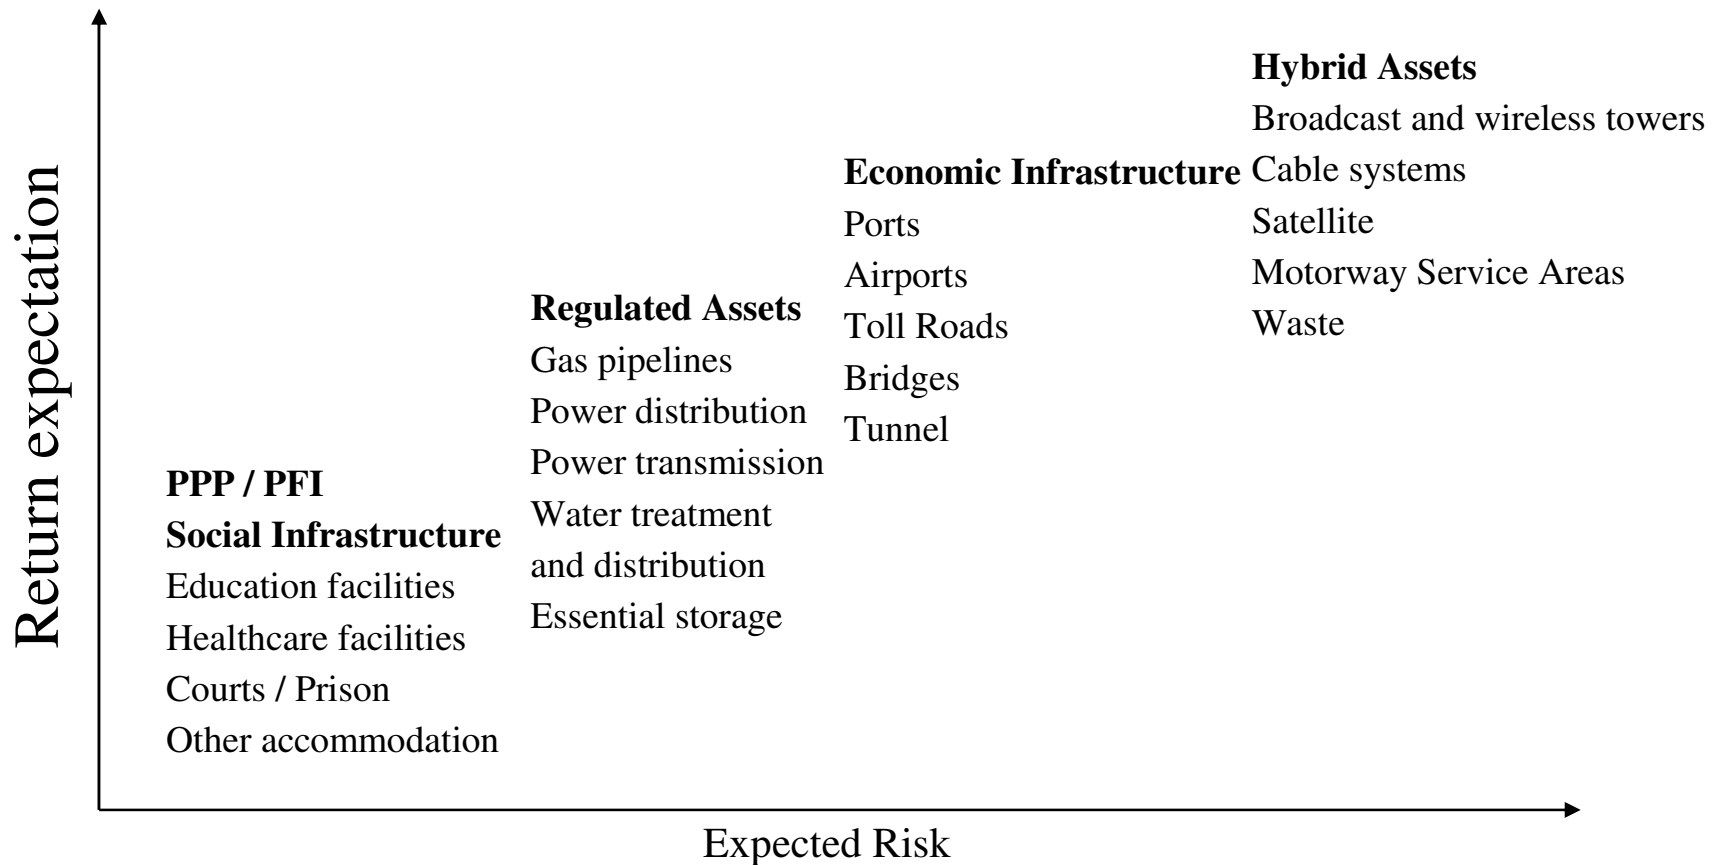 Return expectation
PPP / PFI
Social Infrastructure
Education facilities
Healthcare facilities
Courts / Prison
Other accommodation
Regulated Assets
Gas pipelines
Power distribution
Power transmission
Water treatment
and distribution
Essential storage
Economic Infrastructure
Ports
Airports
Toll Roads
Bridges
Tunnel
Hybrid Assets
Broadcast and wireless towers
Cable systems
Satellite
Motorway Service Areas
Waste
Expected Risk